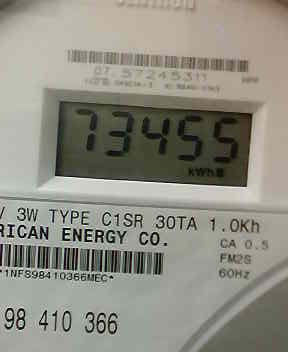 07.57245311
73455
kWh
V 3W TYPE C1SR 30TA 1.0Kh
RICAN ENERGY CO.
CA 0.5
FM2S
60Hz
*1NFS98410366MEC*
98 410 366